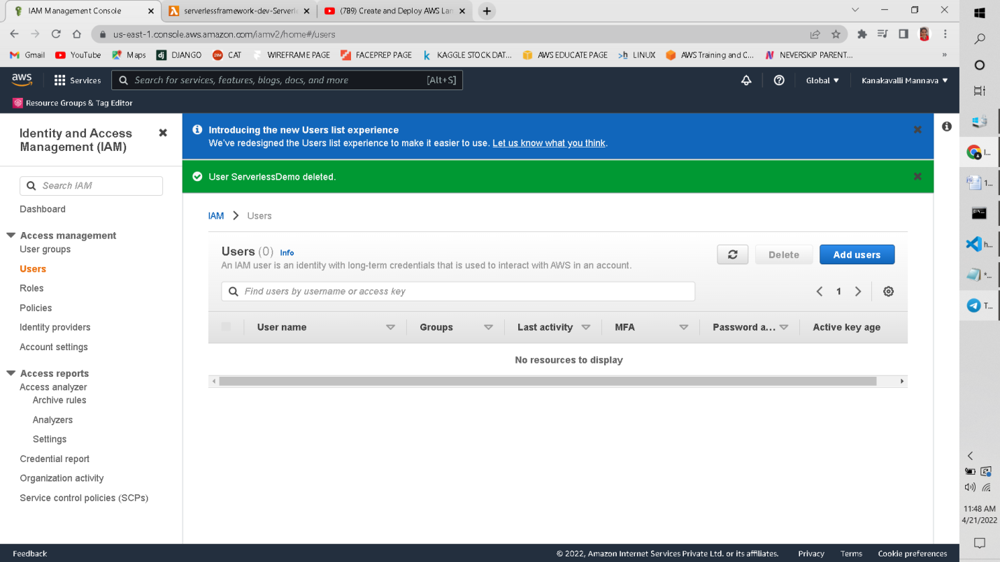 IAM Management Console
serverlessframework-dev-Serverle
(789) Create and Deploy AWS Lam
us-east-1.console.aws.amazon.com/iamv2/home#/users
Gmail YouTube Maps DJANGO CAT WIREFRAME PAGE FACEPREP PAGE KAGGLE STOCK DAT... AWS EDUCATE PAGE LINUX AWS Training and C... NEVERSKIP PARENT...
aws Services Search for services, features, blogs, docs, and more [Alt+S] Global Kanakavalli Mannava
Resource Groups & Tag Editor
Identity and Access
Management (IAM)
Search IAM
Dashboard
Access management
User groups
Users
Roles
Policies
Identity providers
Account settings
Access reports
Access analyzer
Archive rules
Analyzers
Settings
Credential report
Organization activity
Service control policies (SCPs)
Introducing the new Users list experience
We've redesigned the Users list experience to make it easier to use. Let us know what you think.
User ServerlessDemo deleted.
IAM > Users
Users (0) Info
An IAM user is an identity with long-term credentials that is used to interact with AWS in an account.
Delete Add users
Find users by username or access key
1
User name Groups Last activity MFA Password a... Active key age
No resources to display
I...
1...
h...
*...
T...
11:48 AM
4/21/2022
Feedback © 2022, Amazon Internet Services Private Ltd. or its affiliates. Privacy Terms Cookie preferences